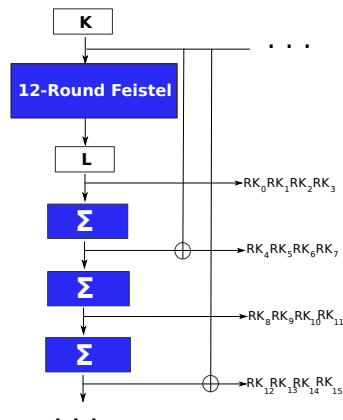 K
. . .
12-Round Feistel
L
RK₀RK₁RK₂RK₃
Σ
RK₄RK₅RK₆RK₇
Σ
RK₈RK₉RK₁₀RK₁₁
Σ
RK₁₂RK₁₃RK₁₄RK₁₅
. . .